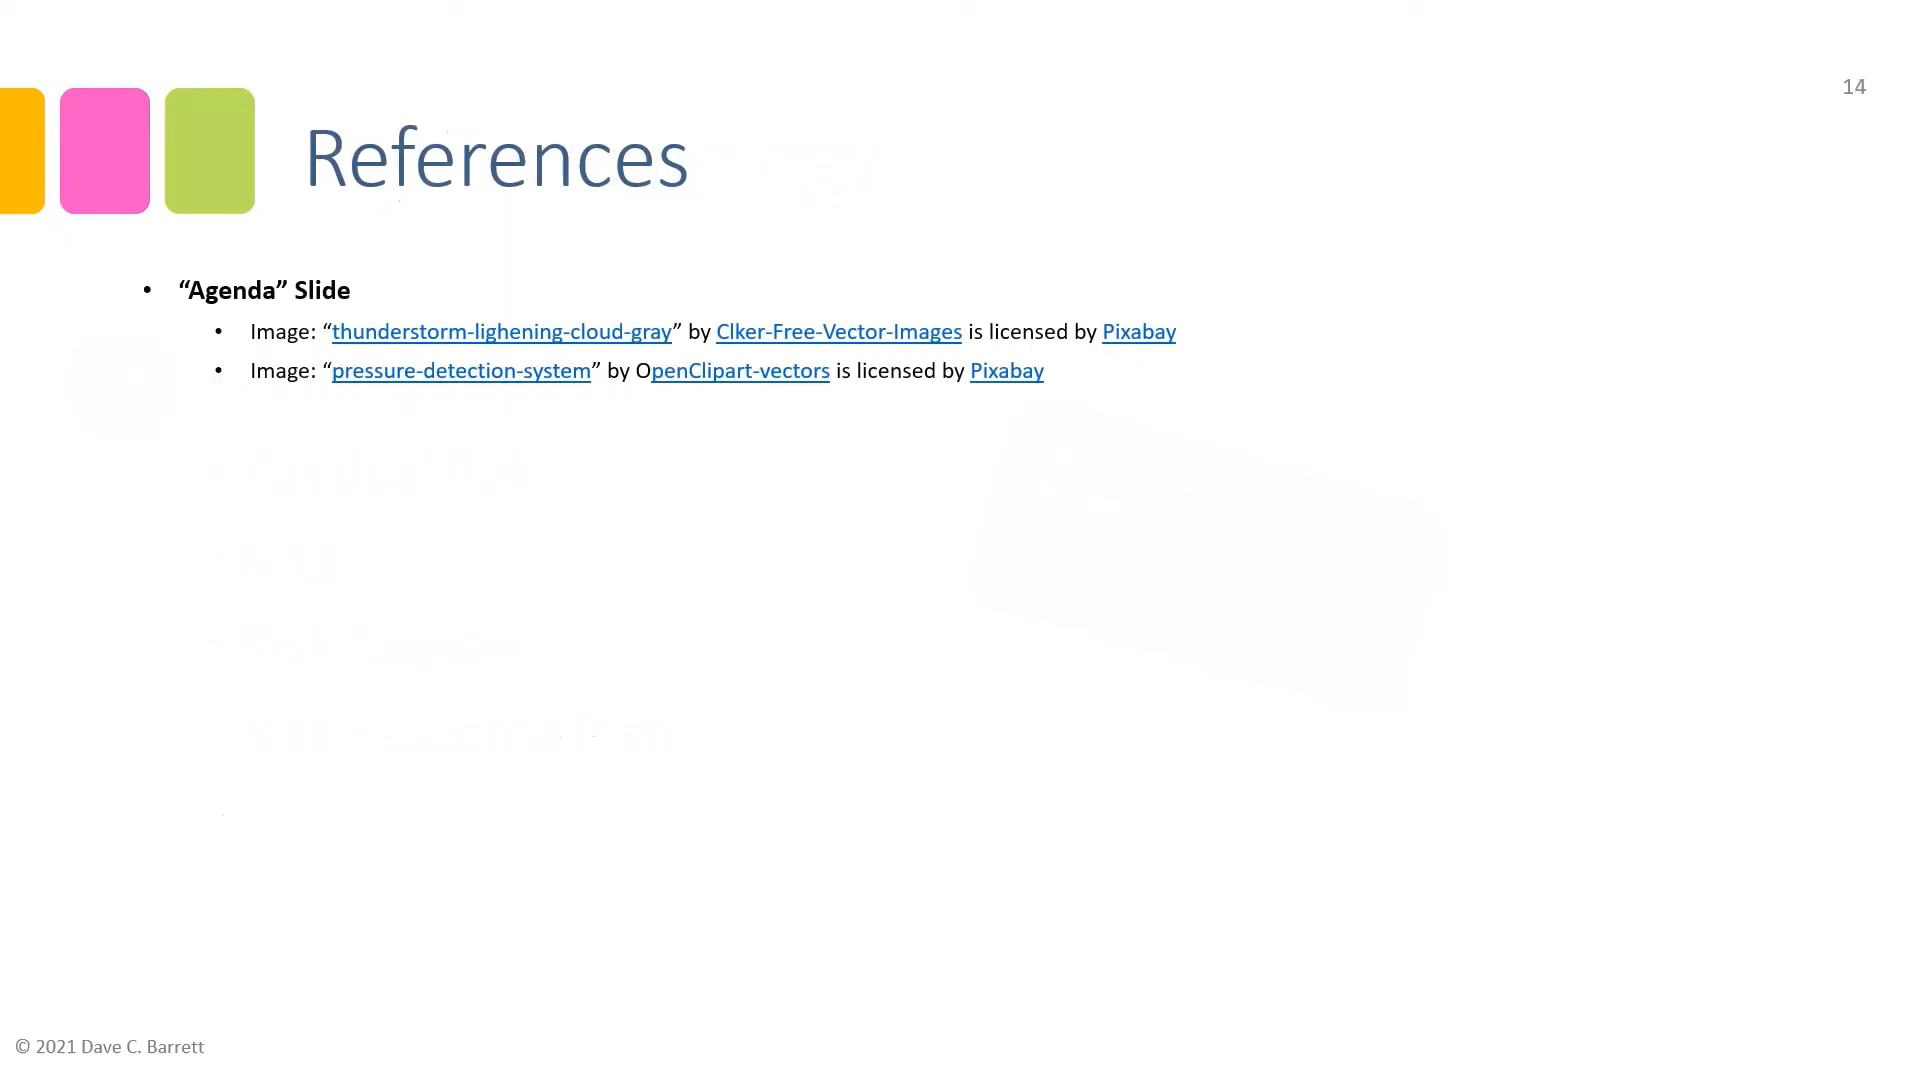 14
References
• “Agenda” Slide
• Image: “thunderstorm-lighening-cloud-gray” by Clker-Free-Vector-Images is licensed by Pixabay
• Image: “pressure-detection-system” by OpenClipart-vectors is licensed by Pixabay
© 2021 Dave C. Barrett